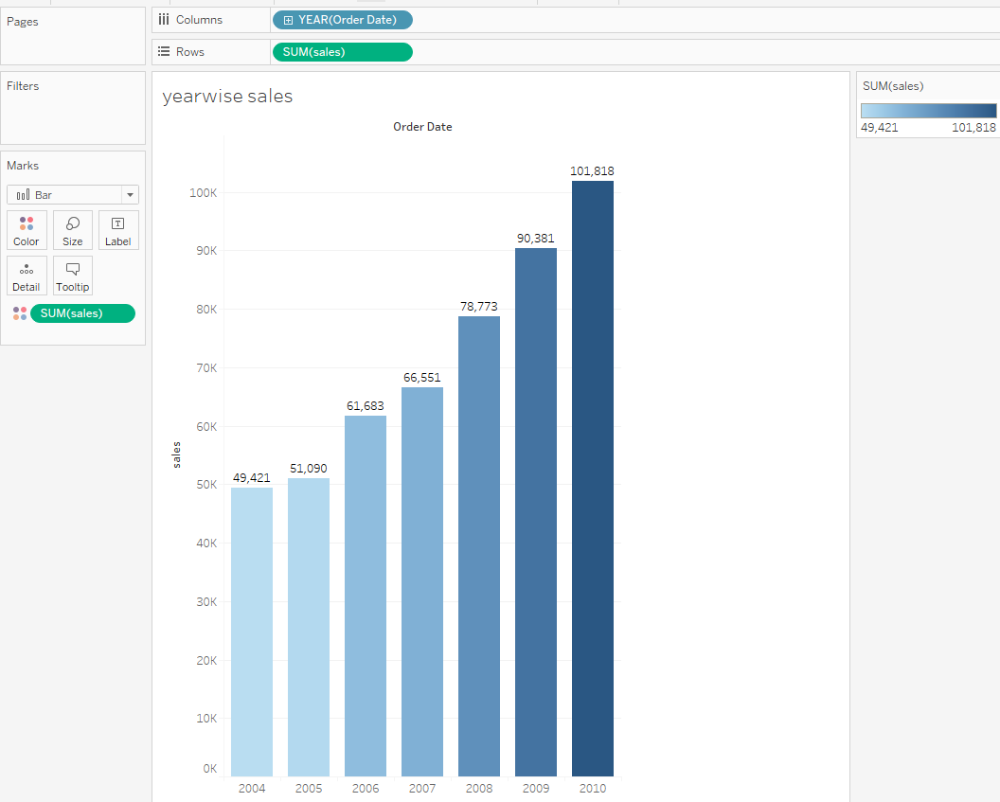 Pages
Columns
YEAR(Order Date)
Rows
SUM(sales)
Filters
Marks
Bar
Color
Size
Label
Detail
Tooltip
SUM(sales)
yearwise sales
Order Date
sales
100K
90K
80K
70K
60K
50K
40K
30K
20K
10K
0K
49,421
51,090
61,683
66,551
78,773
90,381
101,818
2004 2005 2006 2007 2008 2009 2010
SUM(sales)
49,421 101,818